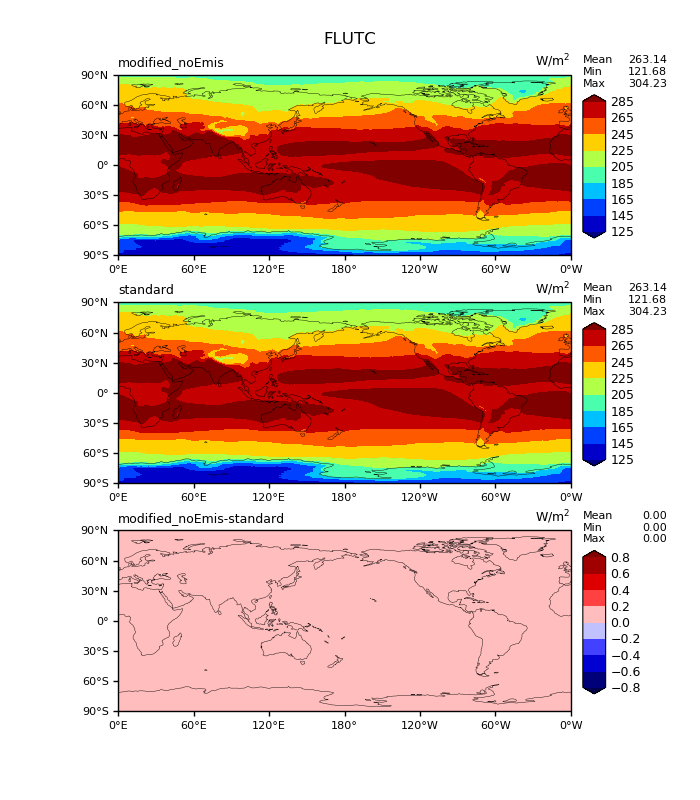 FLUTC
modified_noEmis W/m²
Mean 263.14
Min 121.68
Max 304.23
90°N
60°N
30°N
0°
30°S
60°S
90°S
0°E 60°E 120°E 180° 120°W 60°W 0°W
285
265
245
225
205
185
165
145
125
standard W/m²
Mean 263.14
Min 121.68
Max 304.23
90°N
60°N
30°N
0°
30°S
60°S
90°S
0°E 60°E 120°E 180° 120°W 60°W 0°W
285
265
245
225
205
185
165
145
125
modified_noEmis-standard W/m²
Mean 0.00
Min 0.00
Max 0.00
90°N
60°N
30°N
0°
30°S
60°S
90°S
0°E 60°E 120°E 180° 120°W 60°W 0°W
0.8
0.6
0.4
0.2
0.0
−0.2
−0.4
−0.6
−0.8